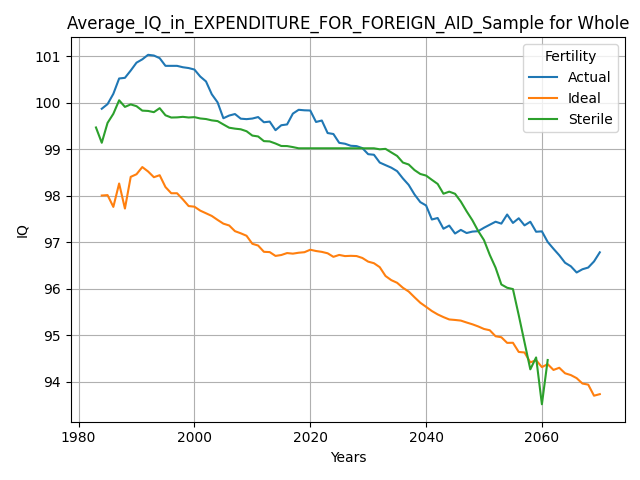 Average_IQ_in_EXPENDITURE_FOR_FOREIGN_AID_Sample for Whole
Fertility
Actual
Ideal
Sterile
IQ
101
100
99
98
97
96
95
94
1980
2000
2020
2040
2060
Years